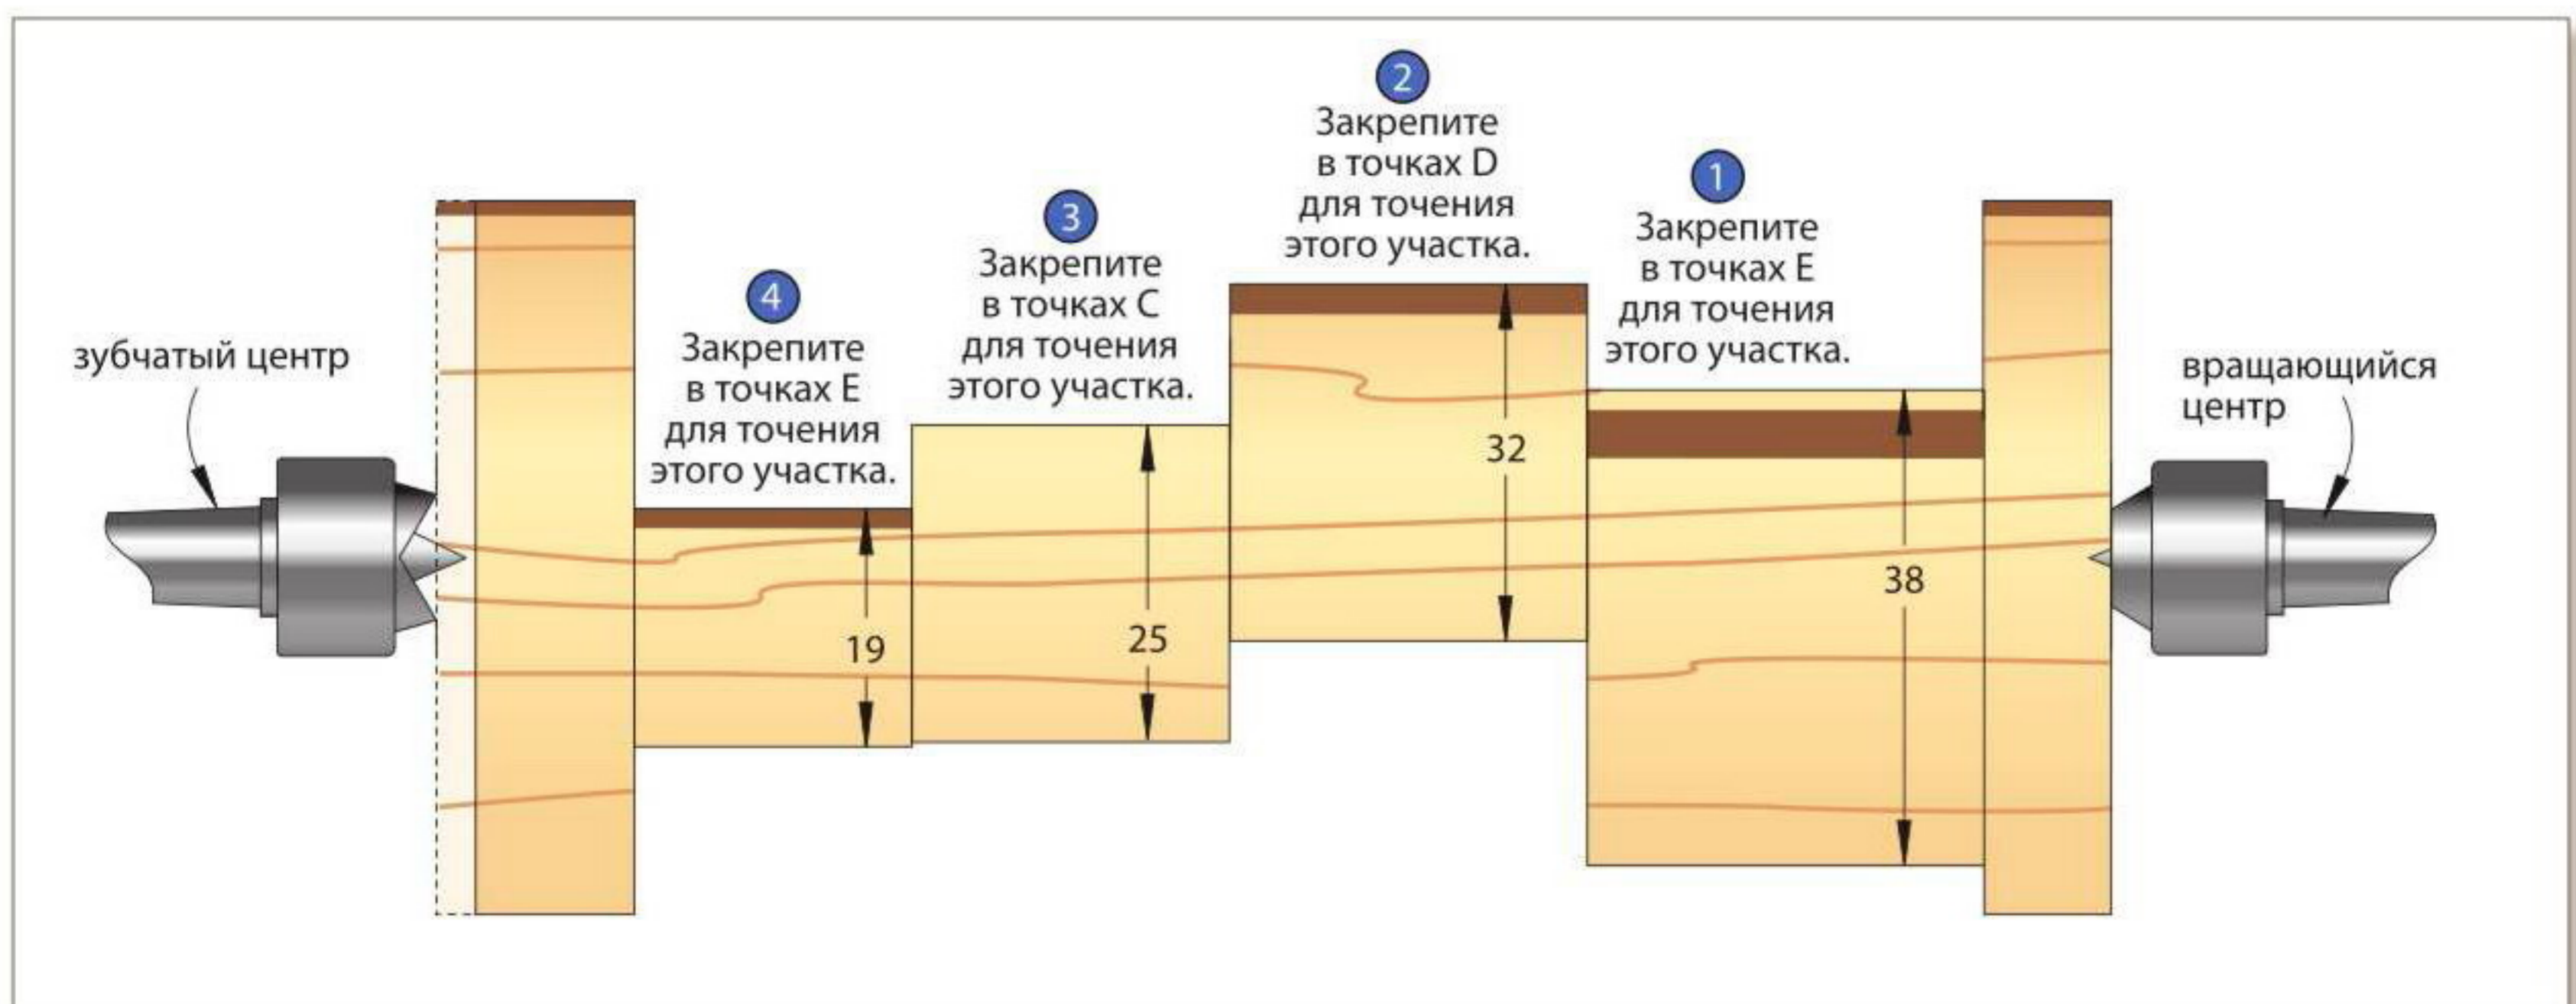 зубчатый центр
4
Закрепите
в точках E
для точения
этого участка.
19
3
Закрепите
в точках C
для точения
этого участка.
25
2
Закрепите
в точках D
для точения
этого участка.
32
1
Закрепите
в точках E
для точения
этого участка.
38
вращающийся
центр